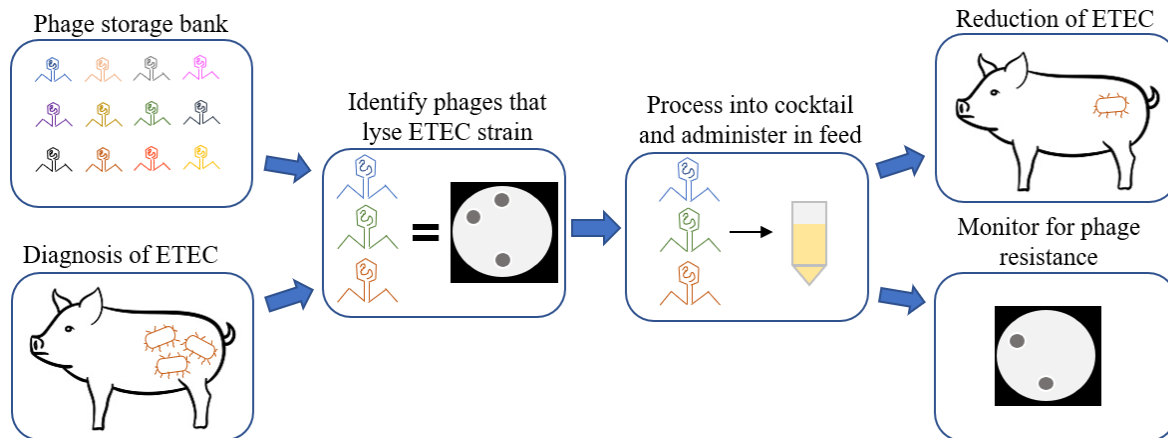 Phage storage bank
Diagnosis of ETEC
Identify phages that
lyse ETEC strain
=
Process into cocktail
and administer in feed
Reduction of ETEC
Monitor for phage
resistance